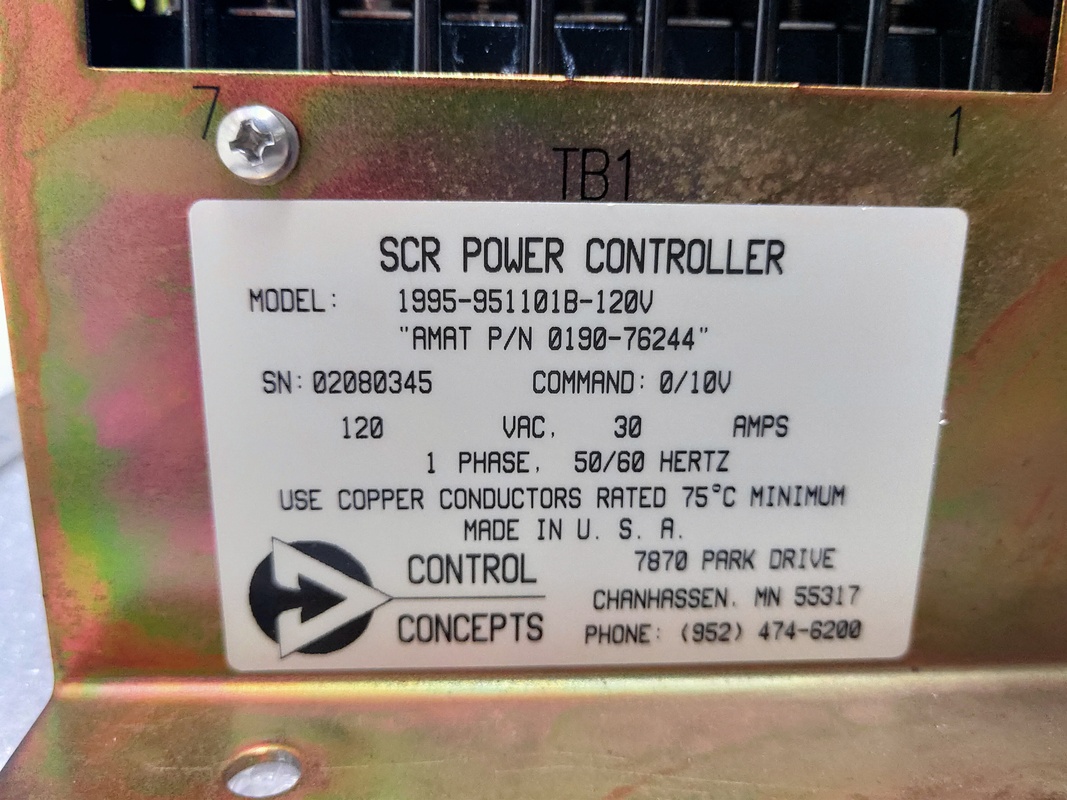 7
1
TB1
SCR POWER CONTROLLER
MODEL: 1995-951101B-120V
"AMAT P/N 0190-76244"
SN: 02080345 COMMAND: 0/10V
120 VAC, 30 AMPS
1 PHASE, 50/60 HERTZ
USE COPPER CONDUCTORS RATED 75°C MINIMUM
MADE IN U. S. A.
CONTROL
CONCEPTS
7870 PARK DRIVE
CHANHASSEN, MN 55317
PHONE: (952) 474-6200